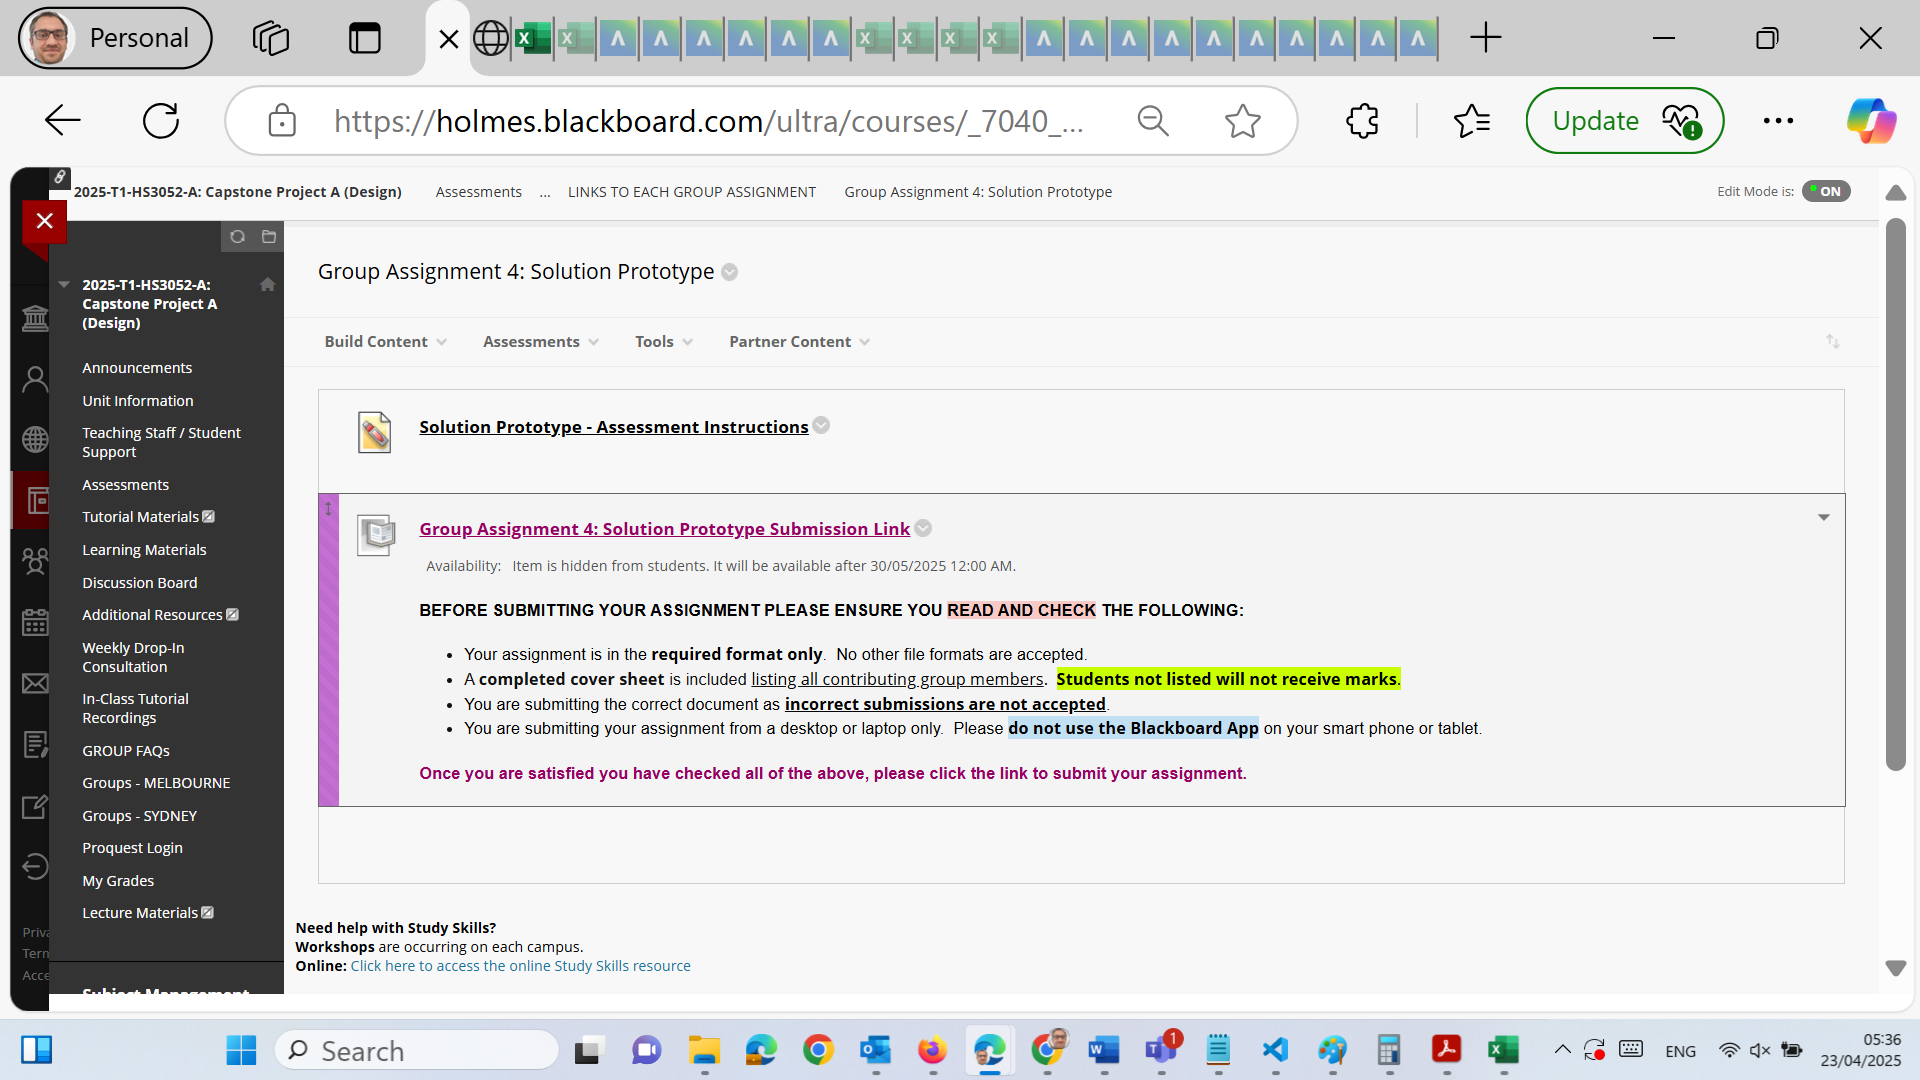 Personal
https://holmes.blackboard.com/ultra/courses/_7040_...
Update
2025-T1-HS3052-A: Capstone Project A (Design)
Assessments
...
LINKS TO EACH GROUP ASSIGNMENT
Group Assignment 4: Solution Prototype
Edit Mode is:
ON
2025-T1-HS3052-A:
Capstone Project A
(Design)
Announcements
Unit Information
Teaching Staff / Student
Support
Assessments
Tutorial Materials
Learning Materials
Discussion Board
Additional Resources
Weekly Drop-In
Consultation
In-Class Tutorial
Recordings
GROUP FAQs
Groups - MELBOURNE
Groups - SYDNEY
Proquest Login
My Grades
Lecture Materials
Priva
Term
Acce
Subject Management
Group Assignment 4: Solution Prototype
Build Content
Assessments
Tools
Partner Content
Solution Prototype - Assessment Instructions
Group Assignment 4: Solution Prototype Submission Link
Availability: Item is hidden from students. It will be available after 30/05/2025 12:00 AM.
BEFORE SUBMITTING YOUR ASSIGNMENT PLEASE ENSURE YOU READ AND CHECK THE FOLLOWING:
• Your assignment is in the required format only. No other file formats are accepted.
• A completed cover sheet is included listing all contributing group members. Students not listed will not receive marks.
• You are submitting the correct document as incorrect submissions are not accepted.
• You are submitting your assignment from a desktop or laptop only. Please do not use the Blackboard App on your smart phone or tablet.
Once you are satisfied you have checked all of the above, please click the link to submit your assignment.
Need help with Study Skills?
Workshops are occurring on each campus.
Online: Click here to access the online Study Skills resource
Search
1
ENG
05:36
23/04/2025